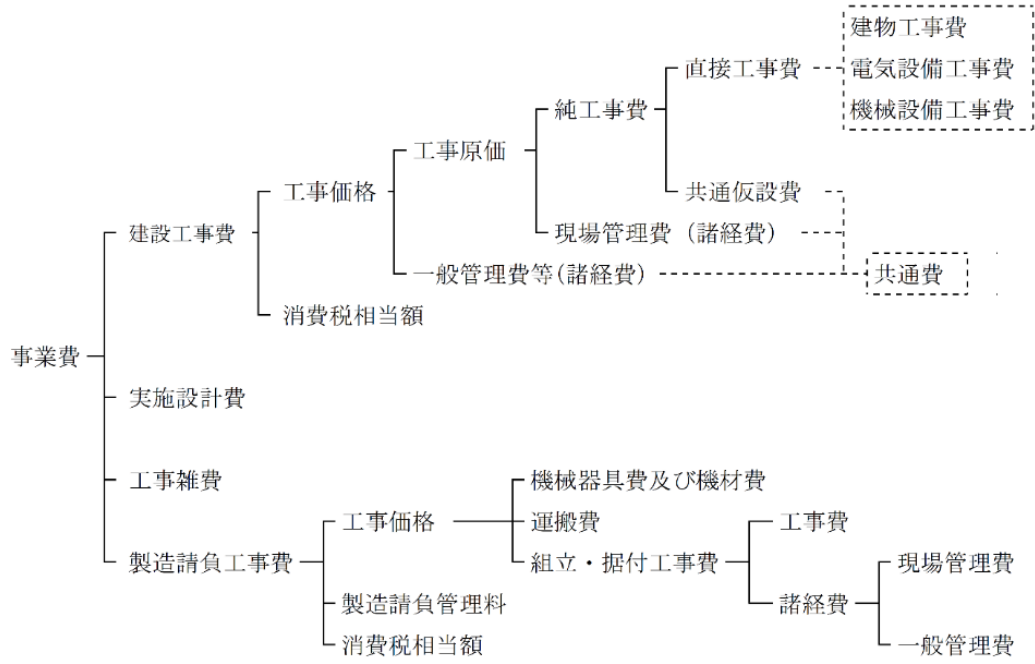 建物工事費
直接工事費
電気設備工事費
純工事費
機械設備工事費
工事原価
工事価格
共通仮設費
建設工事費
現場管理費（諸経費）
一般管理費等(諸経費)
共通費
消費税相当額
事業費
実施設計費
工事雑費
機械器具費及び機材費
工事価格
運搬費
工事費
製造請負工事費
組立・据付工事費
現場管理費
製造請負管理料
諸経費
消費税相当額
一般管理費